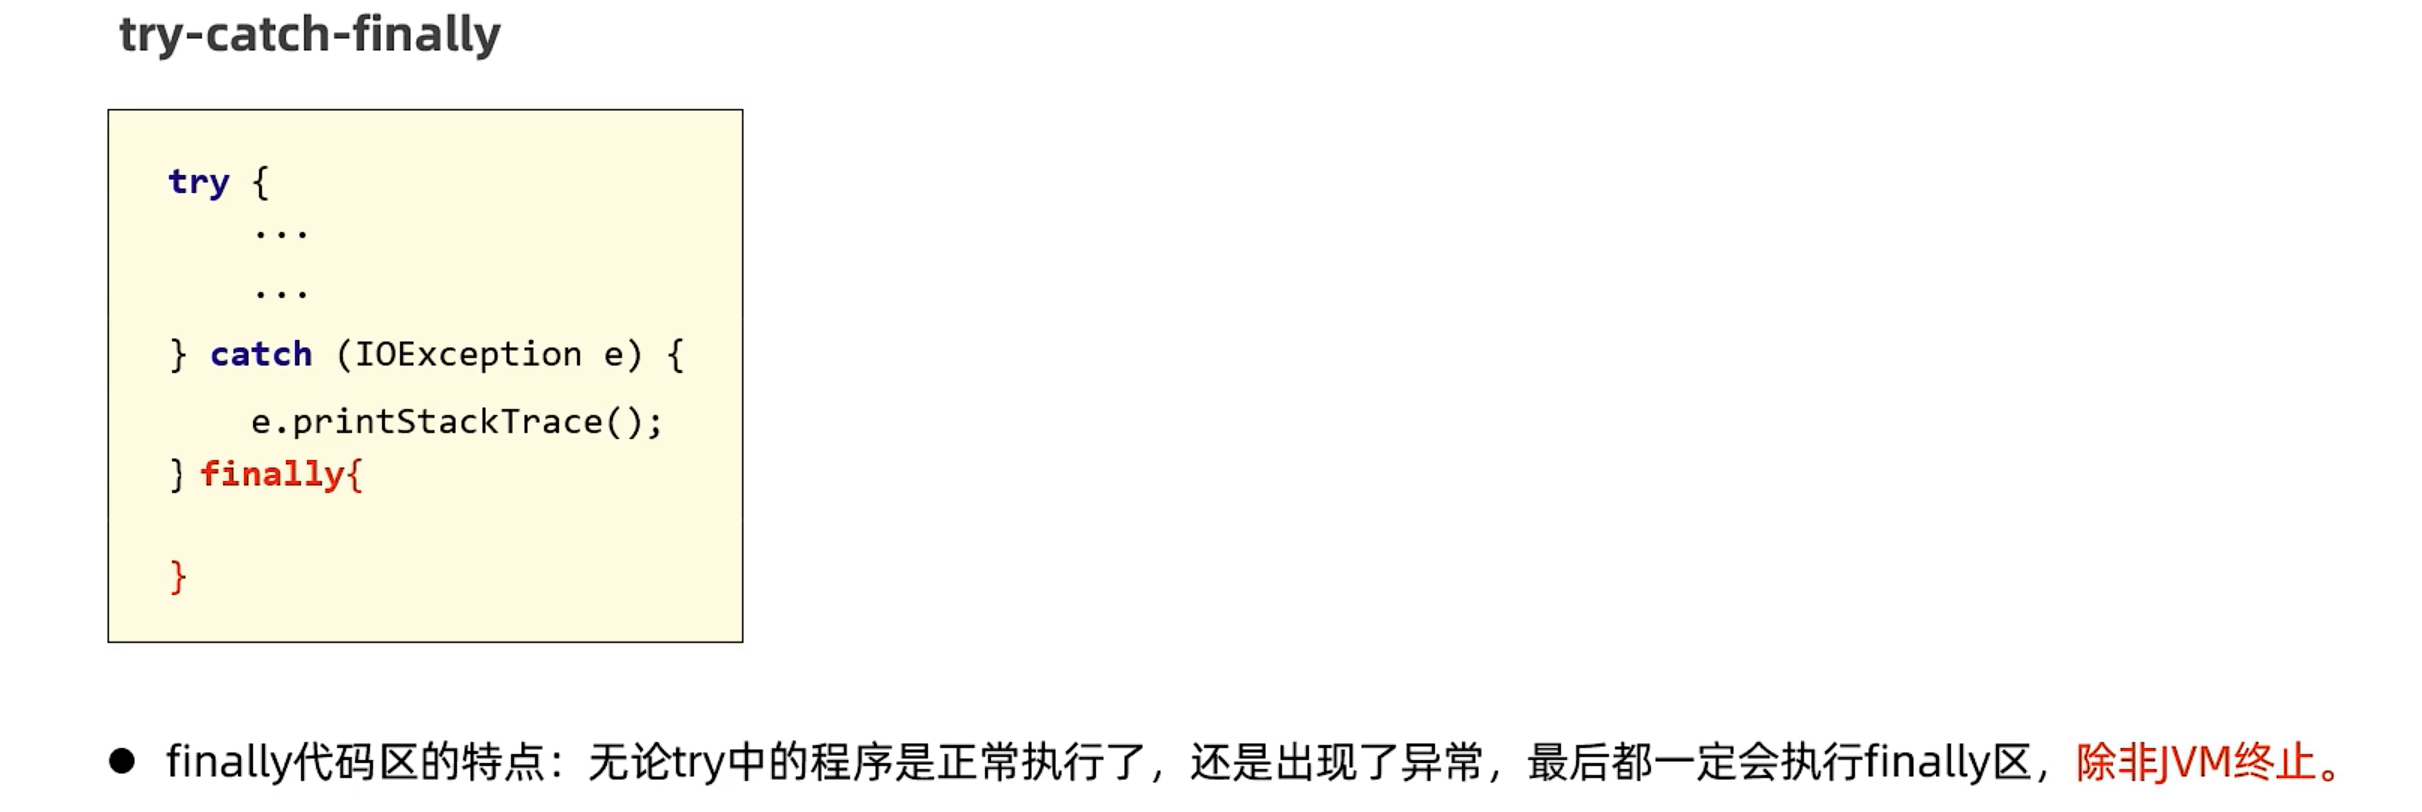 try-catch-finally
try {
...
...
} catch (IOException e) {
e.printStackTrace();
} finally{
}
● finally代码区的特点：无论try中的程序是正常执行了，还是出现了异常，最后都一定会执行finally区，除非JVM终止。